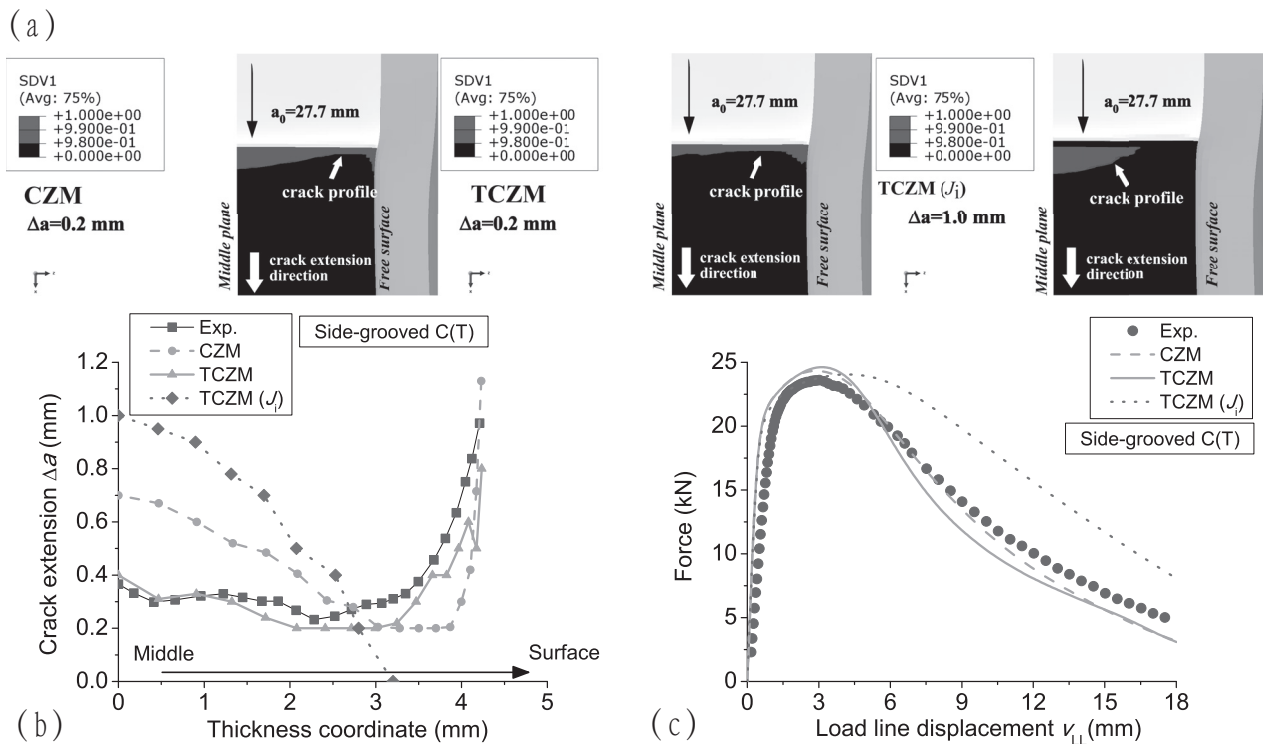 (a)
SDV1
(Avg: 75%)
+1.000e+00
+9.900e-01
+9.800e-01
+0.000e+00
CZM
Δa=0.2 mm
a₀=27.7 mm
crack profile
Middle plane
Free surface
crack extension
direction
SDV1
(Avg: 75%)
+1.000e+00
+9.900e-01
+9.800e-01
+0.000e+00
TCZM
Δa=0.2 mm
a₀=27.7 mm
crack profile
Middle plane
Free surface
crack extension
direction
SDV1
(Avg: 75%)
+1.000e+00
+9.900e-01
+9.800e-01
+0.000e+00
TCZM (Jᵢ)
Δa=1.0 mm
a₀=27.7 mm
crack profile
Middle plane
Free surface
crack extension
direction
Exp.
CZM
TCZM
TCZM (Jᵢ)
Side-grooved C(T)
Crack extension Δa (mm)
1.2
1.0
0.8
0.6
0.4
0.2
0.0
Middle
Surface
0 1 2 3 4 5
Thickness coordinate (mm)
(b)
Exp.
CZM
TCZM
TCZM (Jᵢ)
Side-grooved C(T)
Force (kN)
25
20
15
10
5
0
0 3 6 9 12 15 18
Load line displacement v_LL (mm)
(c)